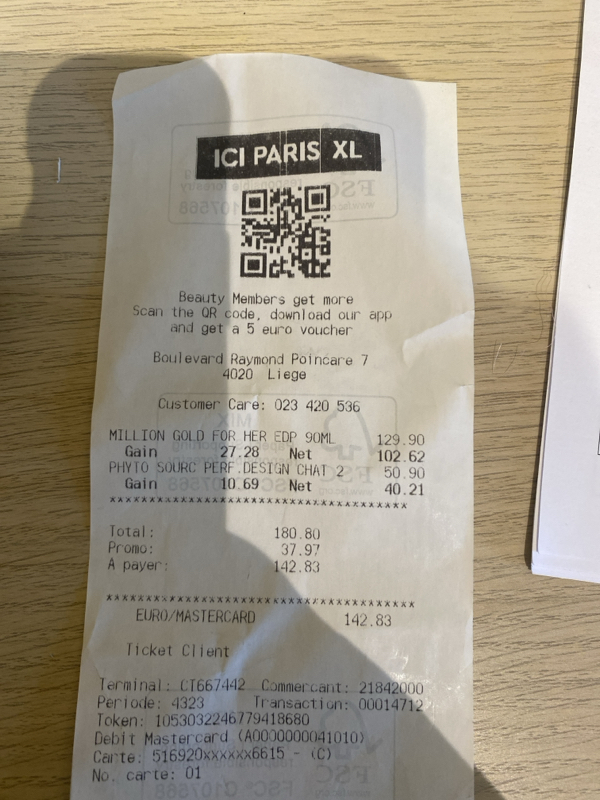 ICI PARIS XL
Beauty Members get more
Scan the QR code, download our app
and get a 5 euro voucher
Boulevard Raymond Poincare 7
4020 Liege
Customer Care: 023 420 536
MILLION GOLD FOR HER EDP 90ML 129.90
Gain 27.28 Net 102.62
PHYTO SOURC PERF.DESIGN CHAT 2 50.90
Gain 10.69 Net 40.21
***************************************
Total: 180.80
Promo: 37.97
A payer: 142.83
****************************************
EURO/MASTERCARD 142.83
Ticket Client
Terminal: CT667442 Commercant: 21842000
Periode: 4323 Transaction: 00014712
Token: 1053032246779418680
Debit Mastercard (A0000000041010)
Carte: 516920xxxxxx6615 - (C)
No. carte: 01